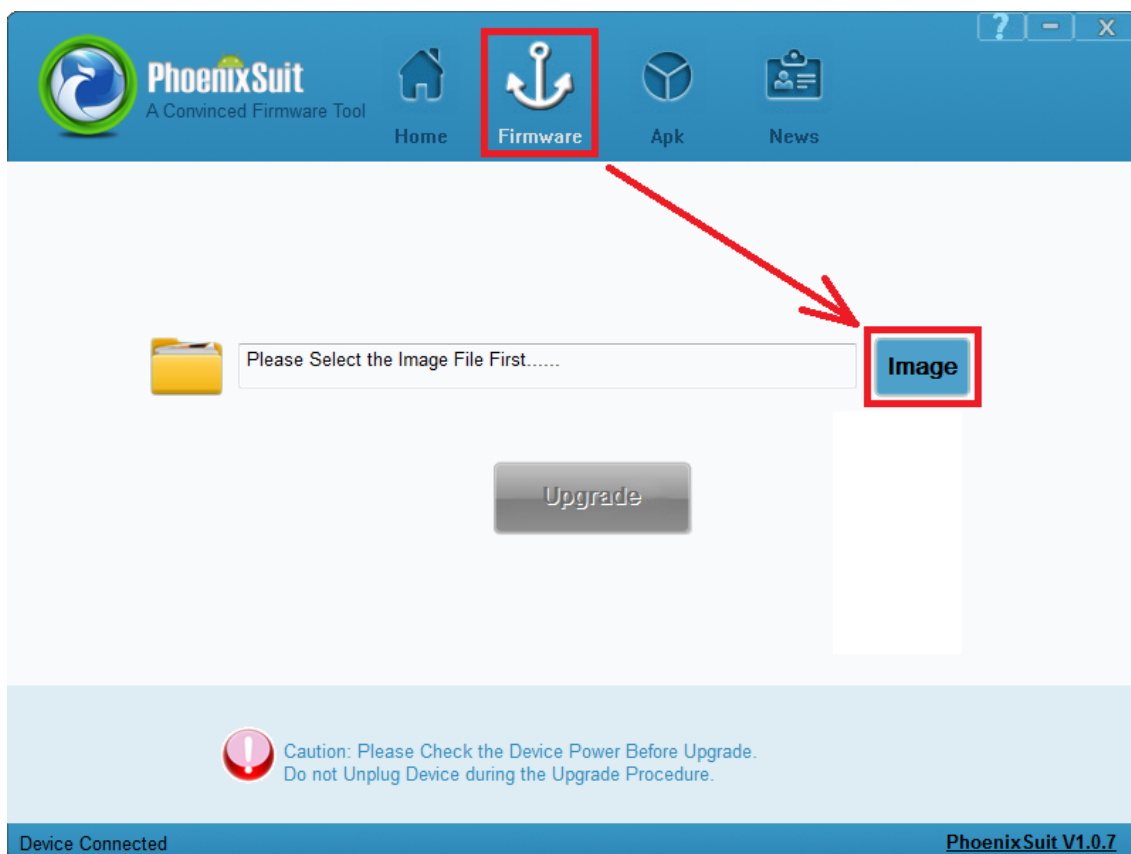 ? - X
PhoenixSuit
A Convinced Firmware Tool
Home Firmware Apk News
Please Select the Image File First......
Image
Upgrade
Caution: Please Check the Device Power Before Upgrade.
Do not Unplug Device during the Upgrade Procedure.
Device Connected PhoenixSuit V1.0.7